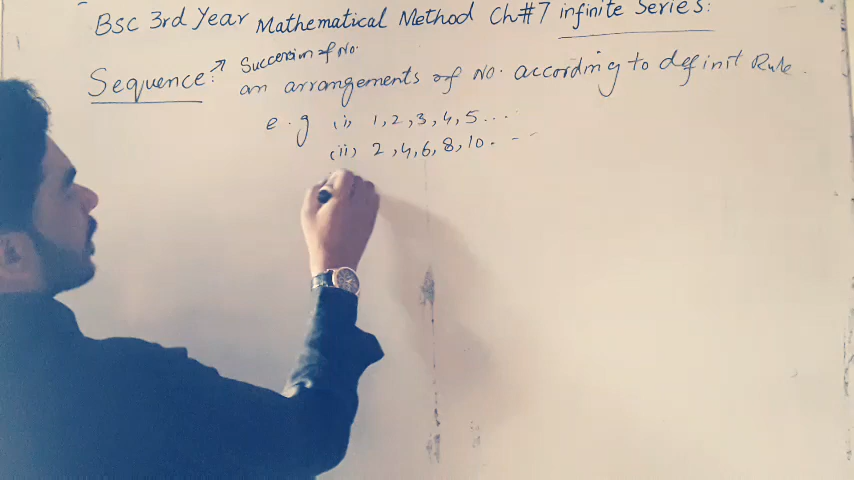 Bsc 3rd Year Mathematical Method Ch#7 infinite Series:
Succession of No.
Sequence: an arrangements of No. according to definit Rule.
e.g (i) 1,2,3,4,5...
(ii) 2,4,6,8,10. - -